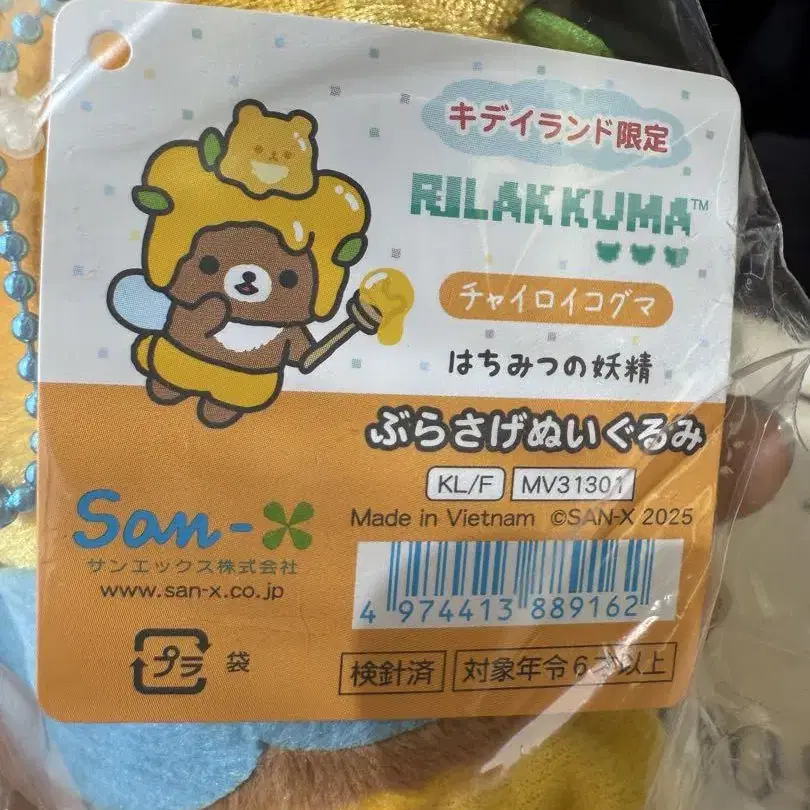 キデイランド限定
RILAKKUMA™
チャイロイコグマ
はちみつの妖精
ぶらさげぬいぐるみ
KL/F MV31301
Made in Vietnam ©SAN-X 2025
San-X
サンエックス株式会社
www.san-x.co.jp
4 974413 889162
プラ 袋
検針済 対象年令6才以上